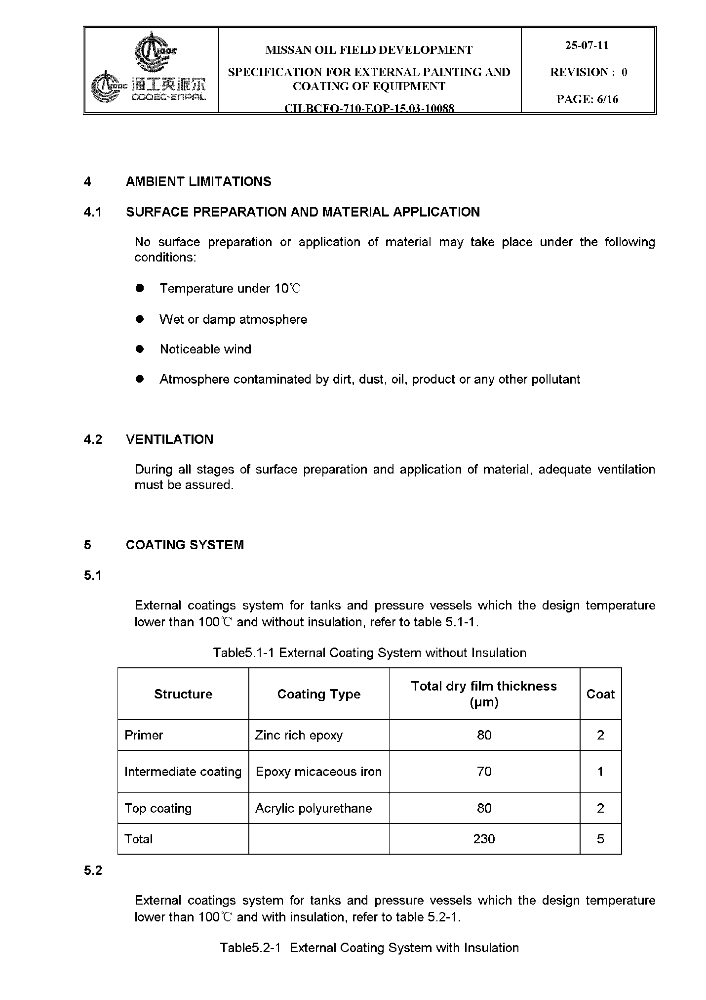 海工英派尔
COOEC-ENPAL
MISSAN OIL FIELD DEVELOPMENT
SPECIFICATION FOR EXTERNAL PAINTING AND
COATING OF EQUIPMENT
CILBCFO-710-EOP-15.03-10088
25-07-11
REVISION : 0
PAGE: 6/16
4 AMBIENT LIMITATIONS
4.1 SURFACE PREPARATION AND MATERIAL APPLICATION
No surface preparation or application of material may take place under the following
conditions:
● Temperature under 10℃
● Wet or damp atmosphere
● Noticeable wind
● Atmosphere contaminated by dirt, dust, oil, product or any other pollutant
4.2 VENTILATION
During all stages of surface preparation and application of material, adequate ventilation
must be assured.
5 COATING SYSTEM
5.1
External coatings system for tanks and pressure vessels which the design temperature
lower than 100℃ and without insulation, refer to table 5.1-1.
Table5.1-1 External Coating System without Insulation
Structure Coating Type Total dry film thickness (μm) Coat
Primer Zinc rich epoxy 80 2
Intermediate coating Epoxy micaceous iron 70 1
Top coating Acrylic polyurethane 80 2
Total 230 5
5.2
External coatings system for tanks and pressure vessels which the design temperature
lower than 100℃ and with insulation, refer to table 5.2-1.
Table5.2-1 External Coating System with Insulation